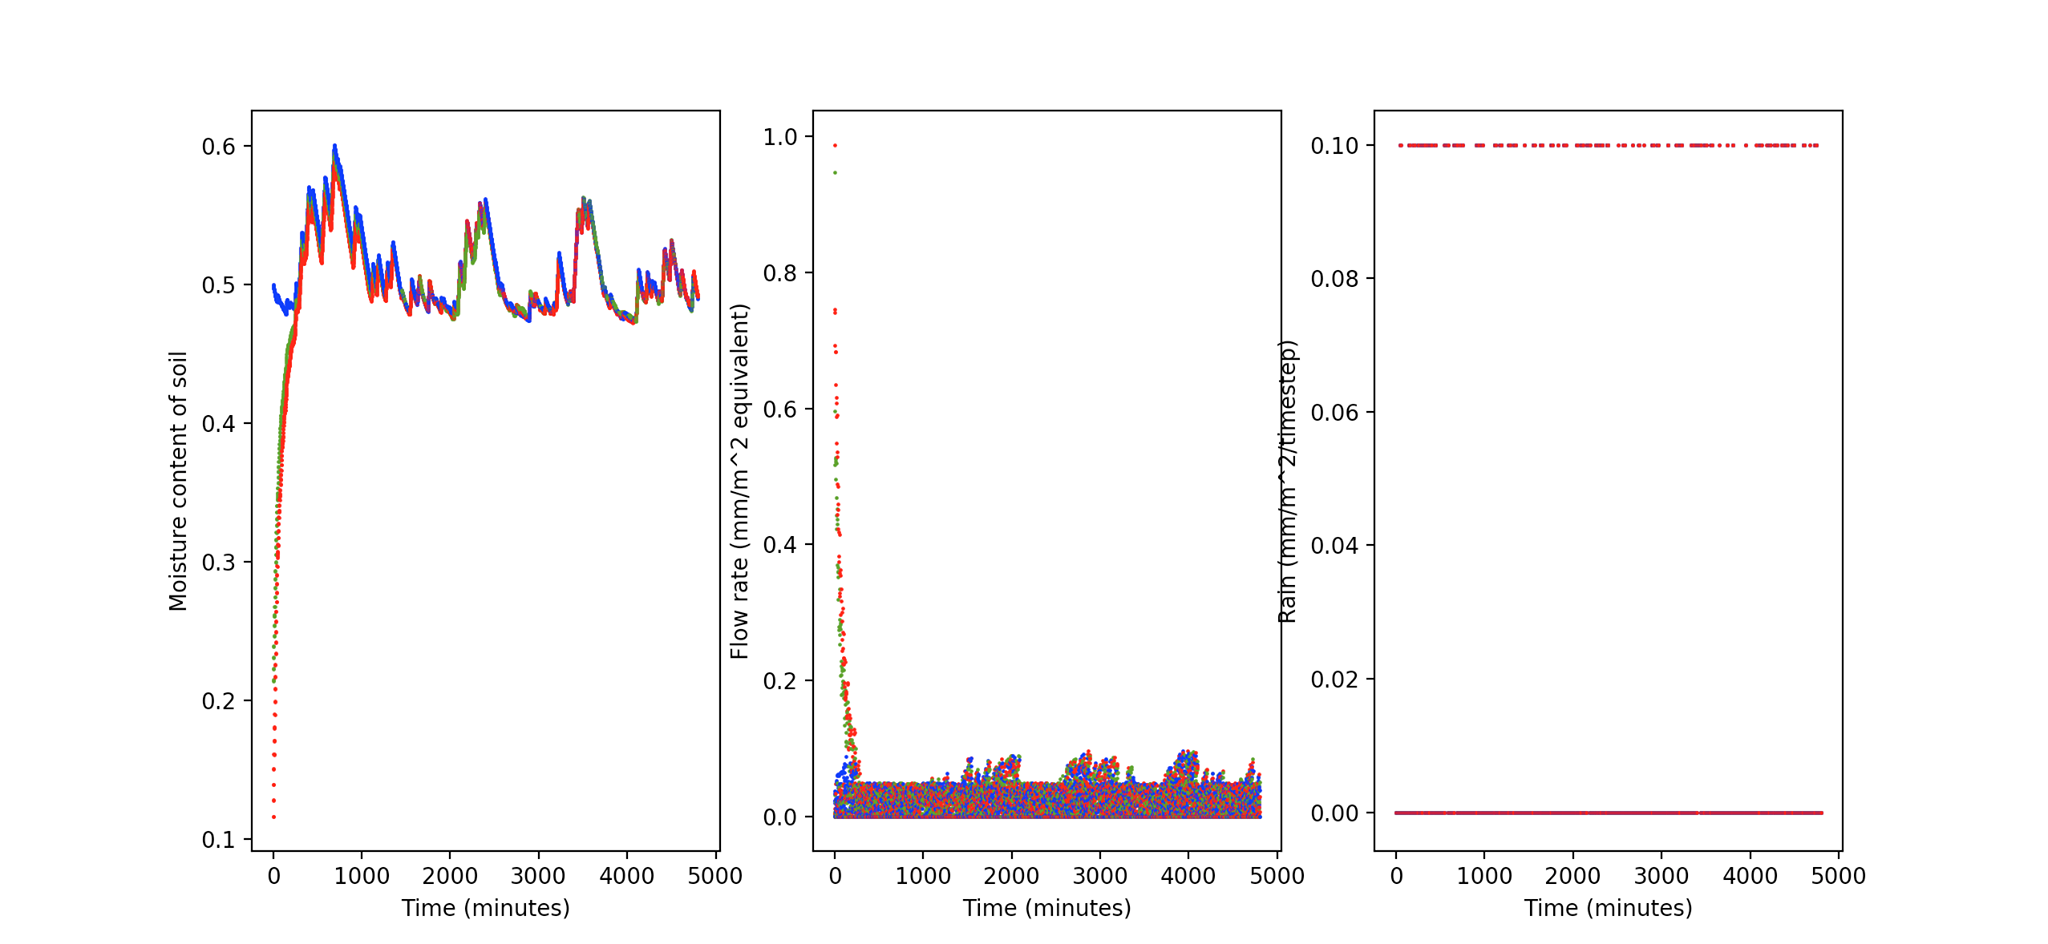 0.6
0.5
0.4
0.3
0.2
0.1
Moisture content of soil
0 1000 2000 3000 4000 5000
Time (minutes)
1.0
0.8
0.6
0.4
0.2
0.0
Flow rate (mm/m^2 equivalent)
0 1000 2000 3000 4000 5000
Time (minutes)
0.10
0.08
0.06
0.04
0.02
0.00
Rain (mm/m^2/timestep)
0 1000 2000 3000 4000 5000
Time (minutes)